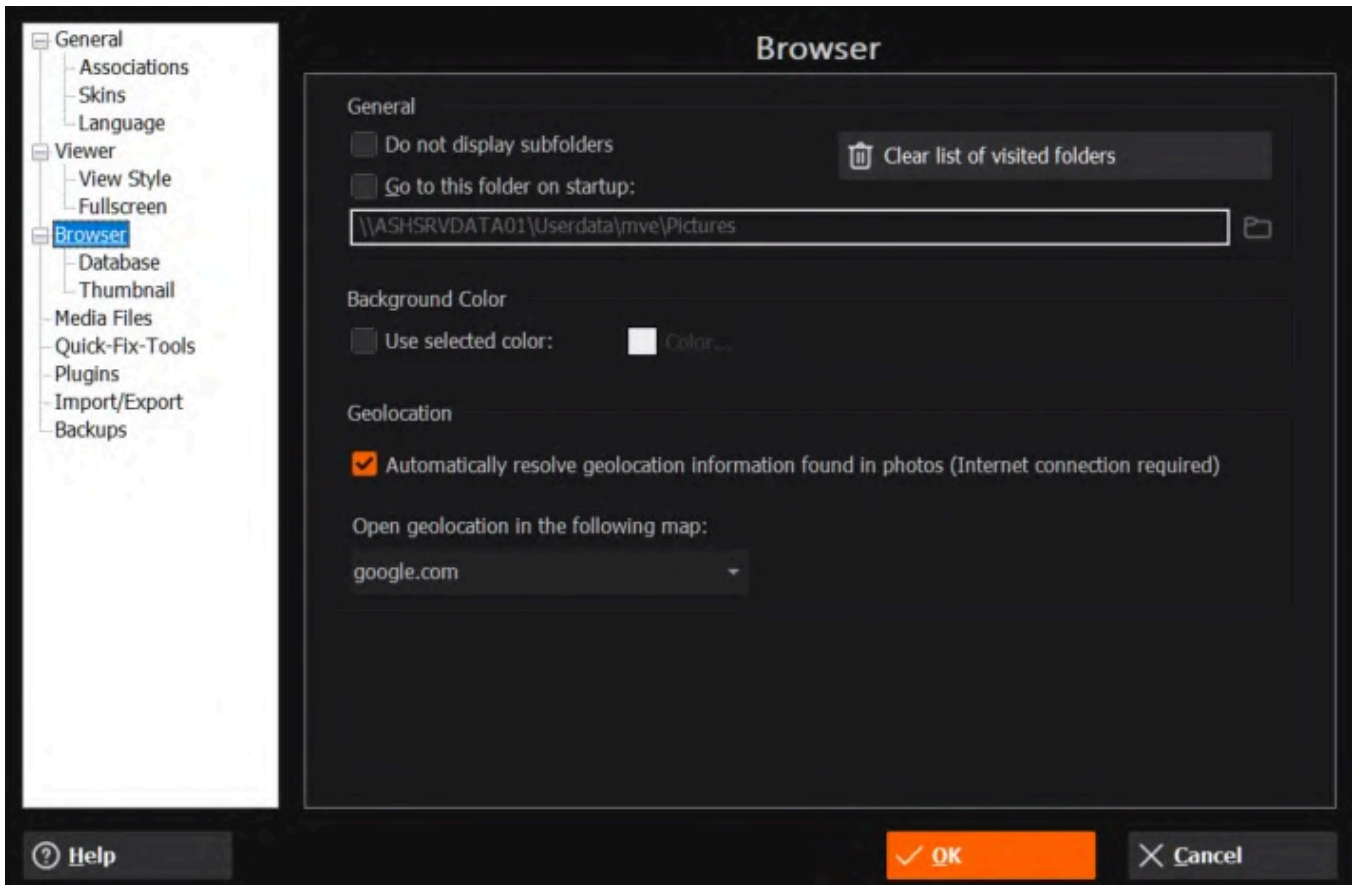 General
Associations
Skins
Language
Viewer
View Style
Fullscreen
Browser
Database
Thumbnail
Media Files
Quick-Fix-Tools
Plugins
Import/Export
Backups
Browser
General
Do not display subfolders
Clear list of visited folders
Go to this folder on startup:
\\ASHSRVDATA01\Userdata\mve\Pictures
Background Color
Use selected color:
Color...
Geolocation
Automatically resolve geolocation information found in photos (Internet connection required)
Open geolocation in the following map:
google.com
Help
OK
Cancel